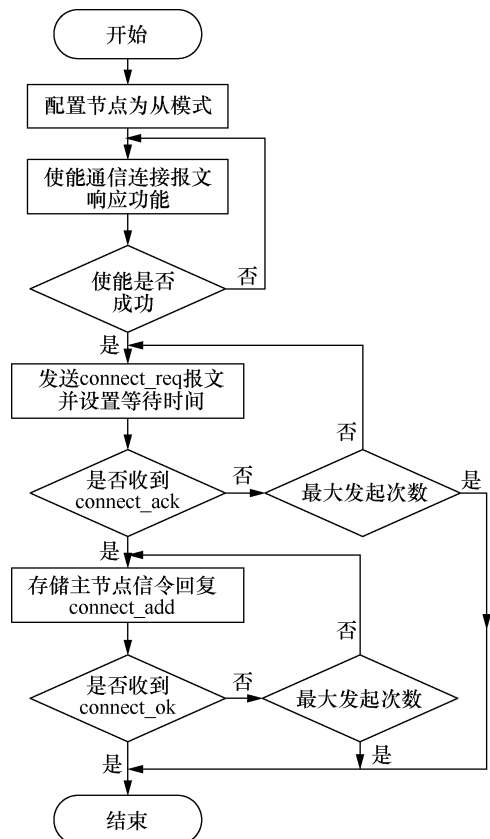 开始
配置节点为从模式
使能通信连接报文
响应功能
使能是否
成功
否
是
发送connect_req报文
并设置等待时间
否
是否收到
connect_ack
否
最大发起次数
是
是
存储主节点信令回复
connect_add
否
是否收到
connect_ok
否
最大发起次数
是
是
结束